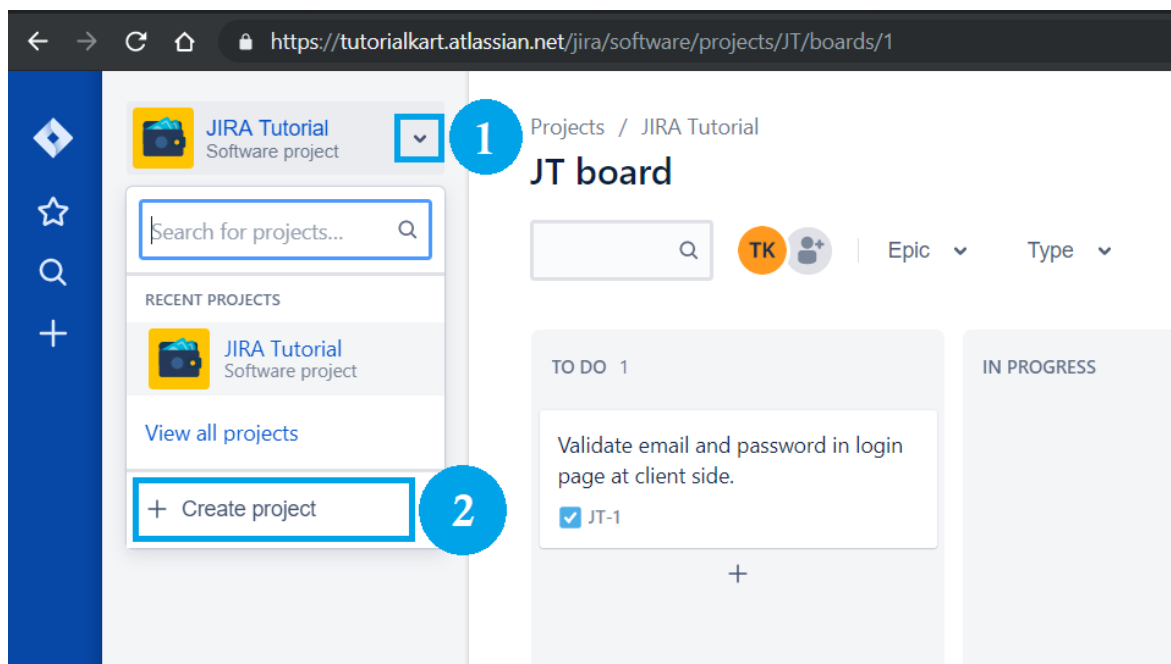 https://tutorialkart.atlassian.net/jira/software/projects/JT/boards/1
JIRA Tutorial
Software project
1
Search for projects...
RECENT PROJECTS
JIRA Tutorial
Software project
View all projects
+ Create project
2
Projects / JIRA Tutorial
JT board
TK
Epic
Type
TO DO 1
IN PROGRESS
Validate email and password in login
page at client side.
JT-1